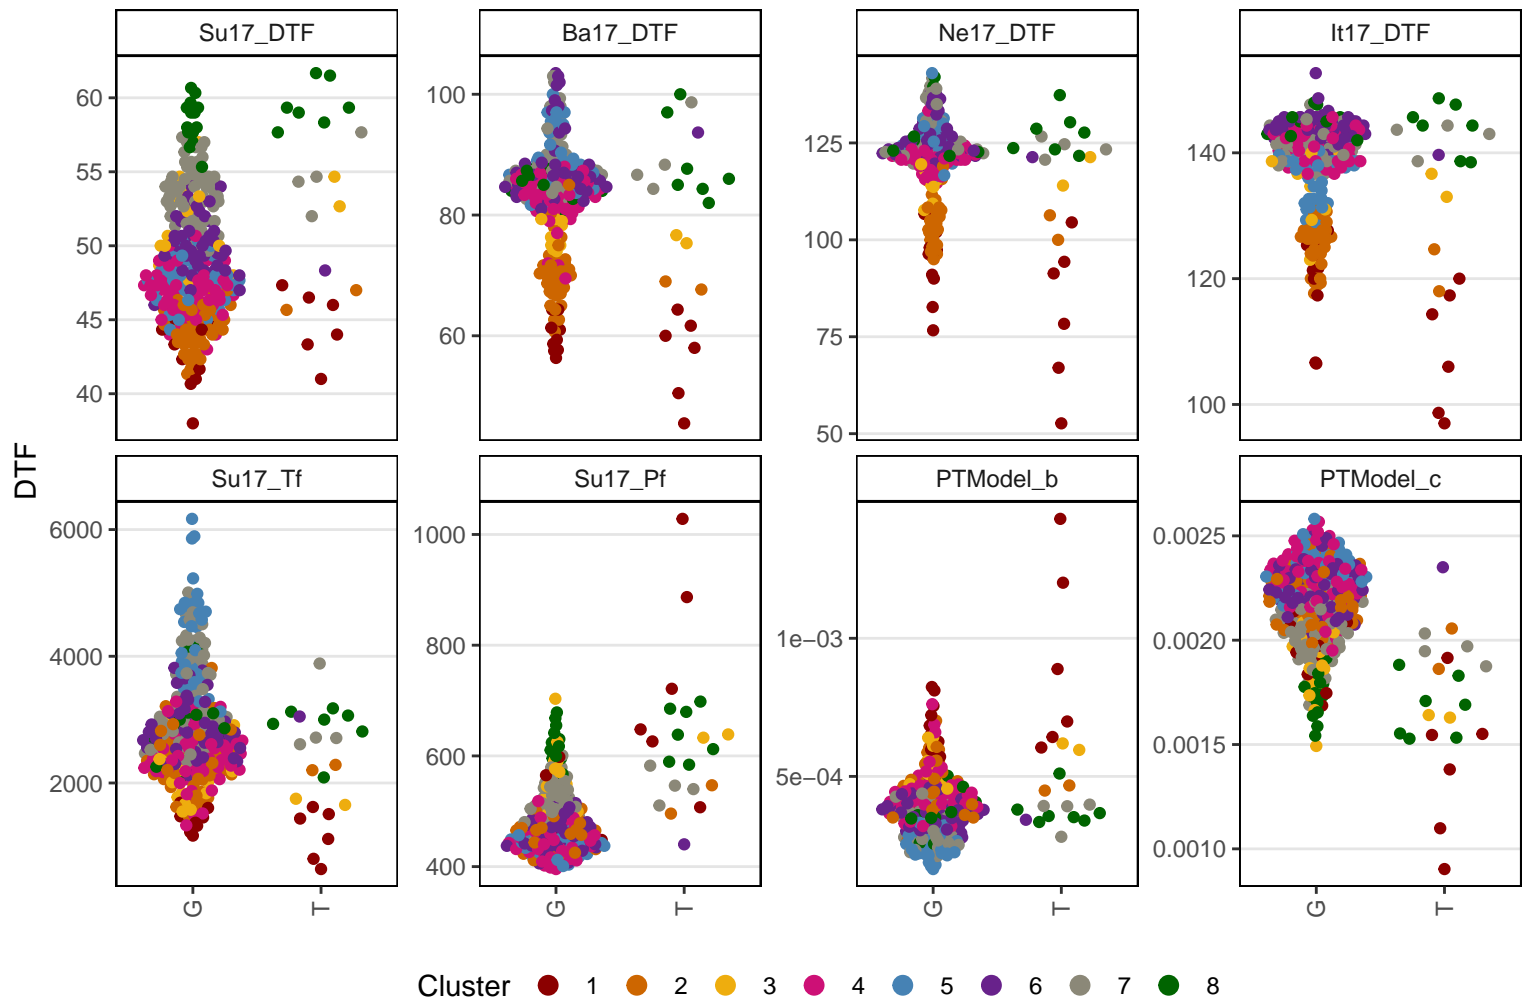 Su17_DTF
Ba17_DTF
Ne17_DTF
It17_DTF
60
55
50
45
40
100
80
60
125
100
75
50
140
120
100
DTF
Su17_Tf
Su17_Pf
PTModel_b
PTModel_c
6000
4000
2000
1000
800
600
400
1e−03
5e−04
0.0025
0.0020
0.0015
0.0010
G
T
G
T
G
T
G
T
Cluster 1 2 3 4 5 6 7 8